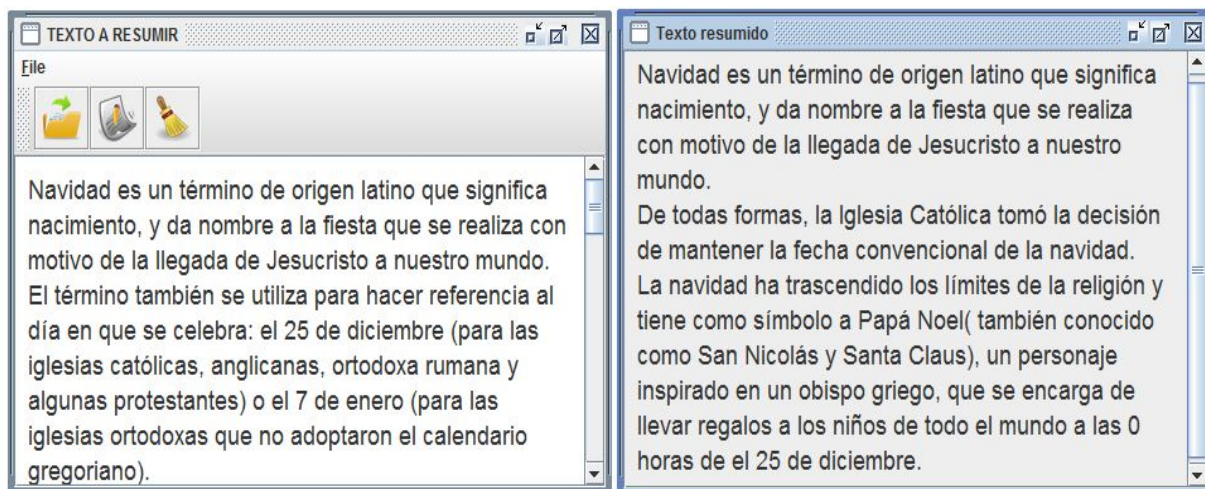 TEXTO A RESUMIR
File
Navidad es un término de origen latino que significa
nacimiento, y da nombre a la fiesta que se realiza con
motivo de la llegada de Jesucristo a nuestro mundo.
El término también se utiliza para hacer referencia al
día en que se celebra: el 25 de diciembre (para las
iglesias católicas, anglicanas, ortodoxa rumana y
algunas protestantes) o el 7 de enero (para las
iglesias ortodoxas que no adoptaron el calendario
gregoriano).
Texto resumido
Navidad es un término de origen latino que significa
nacimiento, y da nombre a la fiesta que se realiza
con motivo de la llegada de Jesucristo a nuestro
mundo.
De todas formas, la Iglesia Católica tomó la decisión
de mantener la fecha convencional de la navidad.
La navidad ha trascendido los límites de la religión y
tiene como símbolo a Papá Noel( también conocido
como San Nicolás y Santa Claus), un personaje
inspirado en un obispo griego, que se encarga de
llevar regalos a los niños de todo el mundo a las 0
horas de el 25 de diciembre.